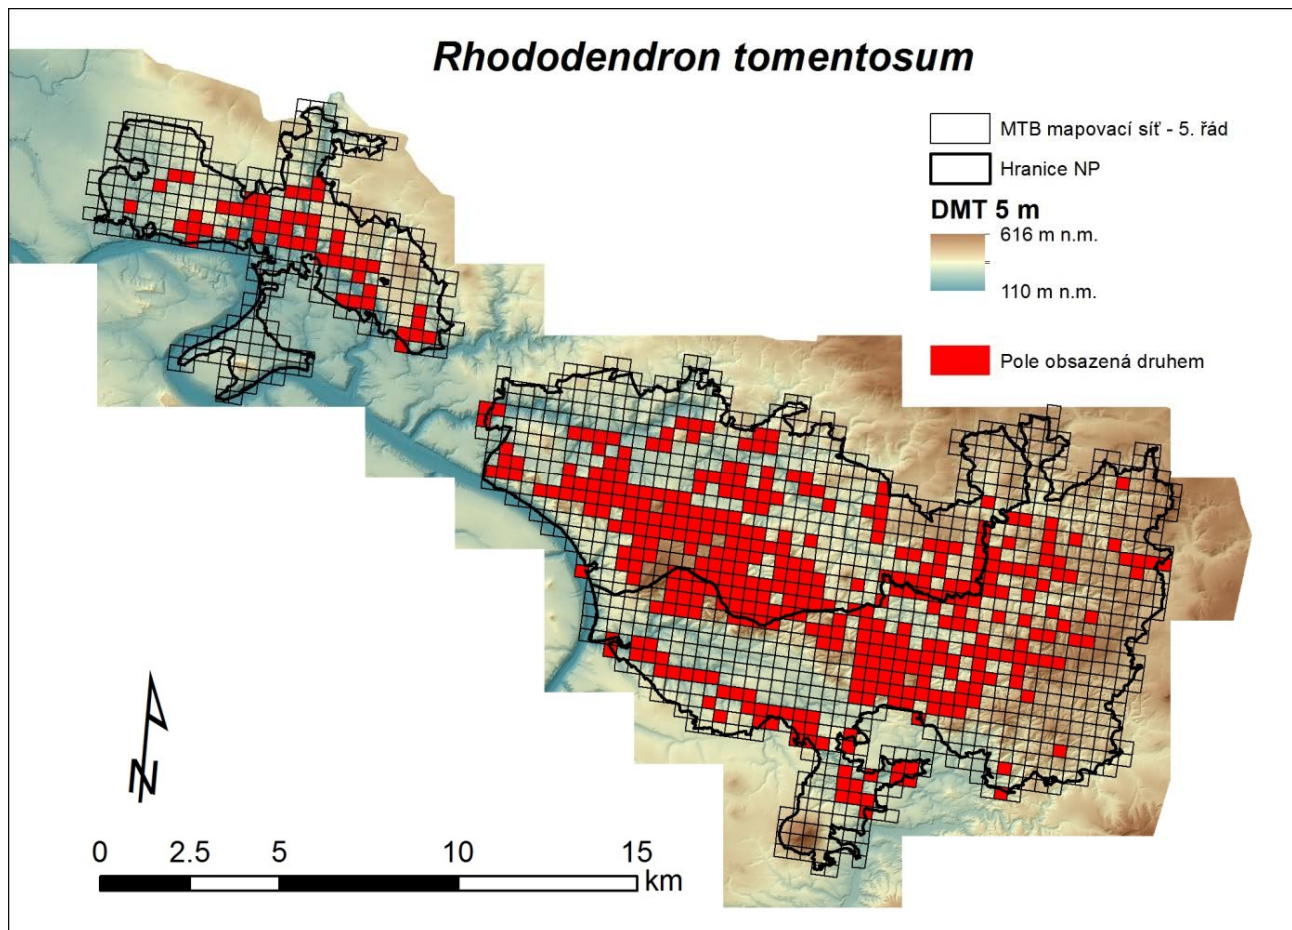 Rhododendron tomentosum
MTB mapovací síť - 5. řád
Hranice NP
DMT 5 m
616 m n.m.
110 m n.m.
Pole obsazená druhem
N
0 2.5 5 10 15
km